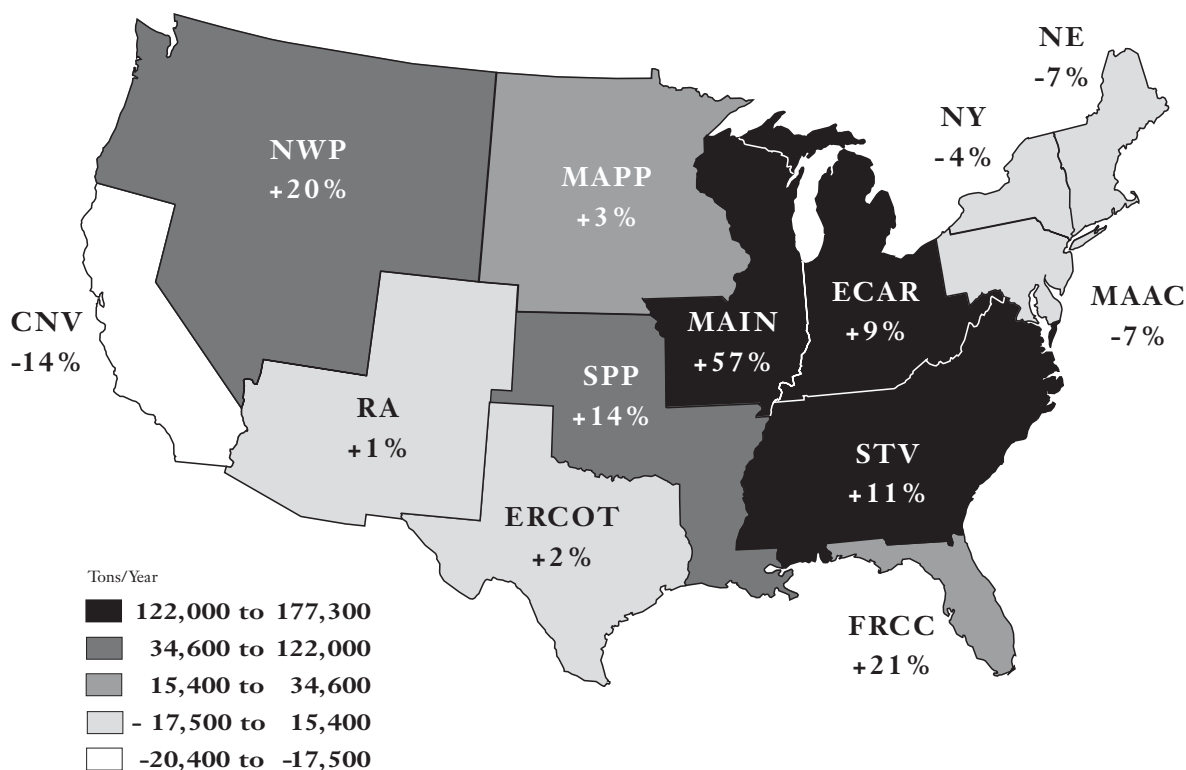 NE
-7%
NY
-4%
NWP
+20%
MAPP
+3%
ECAR
+9%
MAAC
-7%
CNV
-14%
MAIN
+57%
SPP
+14%
RA
+1%
STV
+11%
ERCOT
+2%
FRCC
+21%
Tons/Year
122,000 to 177,300
34,600 to 122,000
15,400 to 34,600
- 17,500 to 15,400
-20,400 to -17,500